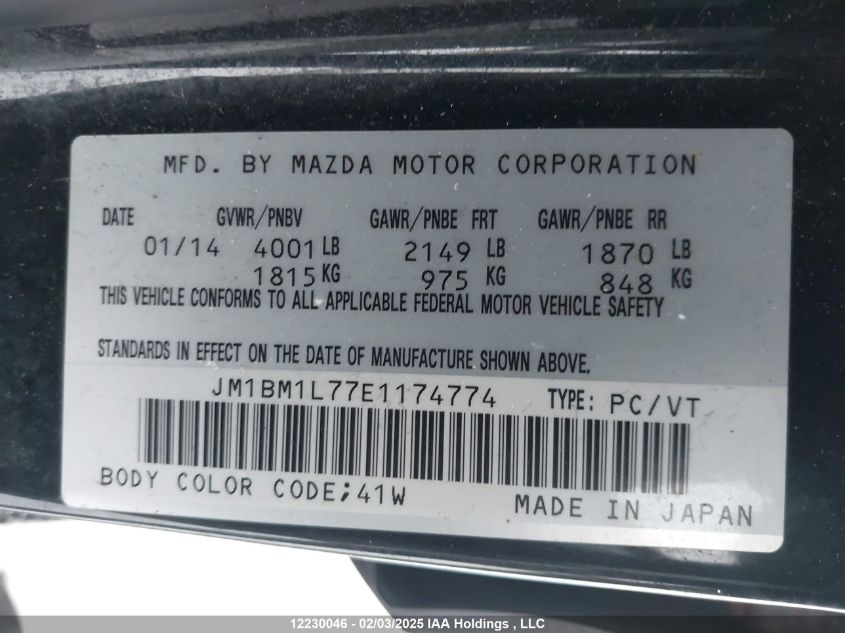 MFD. BY MAZDA MOTOR CORPORATION
DATE GVWR/PNBV GAWR/PNBE FRT GAWR/PNBE RR
01/14 4001 LB 2149 LB 1870 LB
1815 KG 975 KG 848 KG
THIS VEHICLE CONFORMS TO ALL APPLICABLE FEDERAL MOTOR VEHICLE SAFETY
STANDARDS IN EFFECT ON THE DATE OF MANUFACTURE SHOWN ABOVE.
JM1BM1L77E1174774 TYPE: PC/VT
BODY COLOR CODE;41W
MADE IN JAPAN
12230046 - 02/03/2025 IAA Holdings , LLC